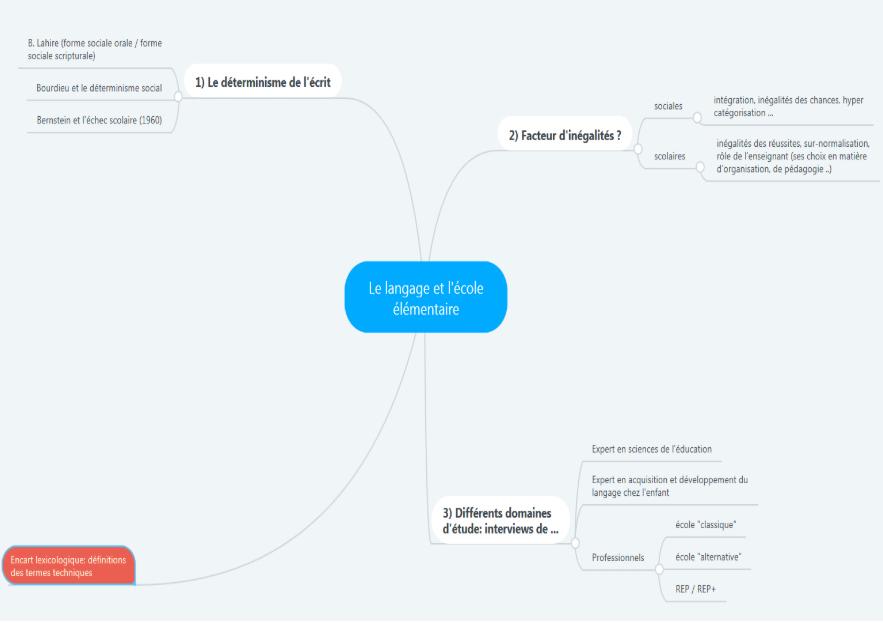 B. Lahire (forme sociale orale / forme
sociale scripturale)
Bourdieu et le déterminisme social
Bernstein et l'échec scolaire (1960)
1) Le déterminisme de l'écrit
2) Facteur d'inégalités ?
sociales
intégration, inégalités des chances. hyper
catégorisation ...
scolaires
inégalités des réussites, sur-normalisation,
rôle de l'enseignant (ses choix en matière
d'organisation, de pédagogie ..)
Le langage et l'école
élémentaire
3) Différents domaines
d'étude: interviews de ...
Expert en sciences de l'éducation
Expert en acquisition et développement du
langage chez l'enfant
Professionnels
école "classique"
école "alternative"
REP / REP+
Encart lexicologique: définitions
des termes techniques